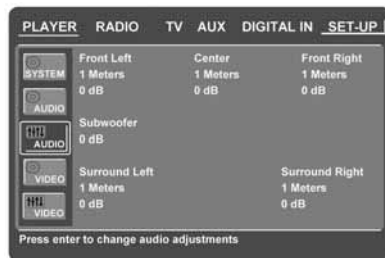 PLAYER RADIO TV AUX DIGITAL IN SET-UP
Front Left Center Front Right
SYSTEM 1 Meters 1 Meters 1 Meters
0 dB 0 dB 0 dB
AUDIO
Subwoofer
AUDIO 0 dB
VIDEO Surround Left Surround Right
1 Meters 1 Meters
VIDEO 0 dB 0 dB
Press enter to change audio adjustments